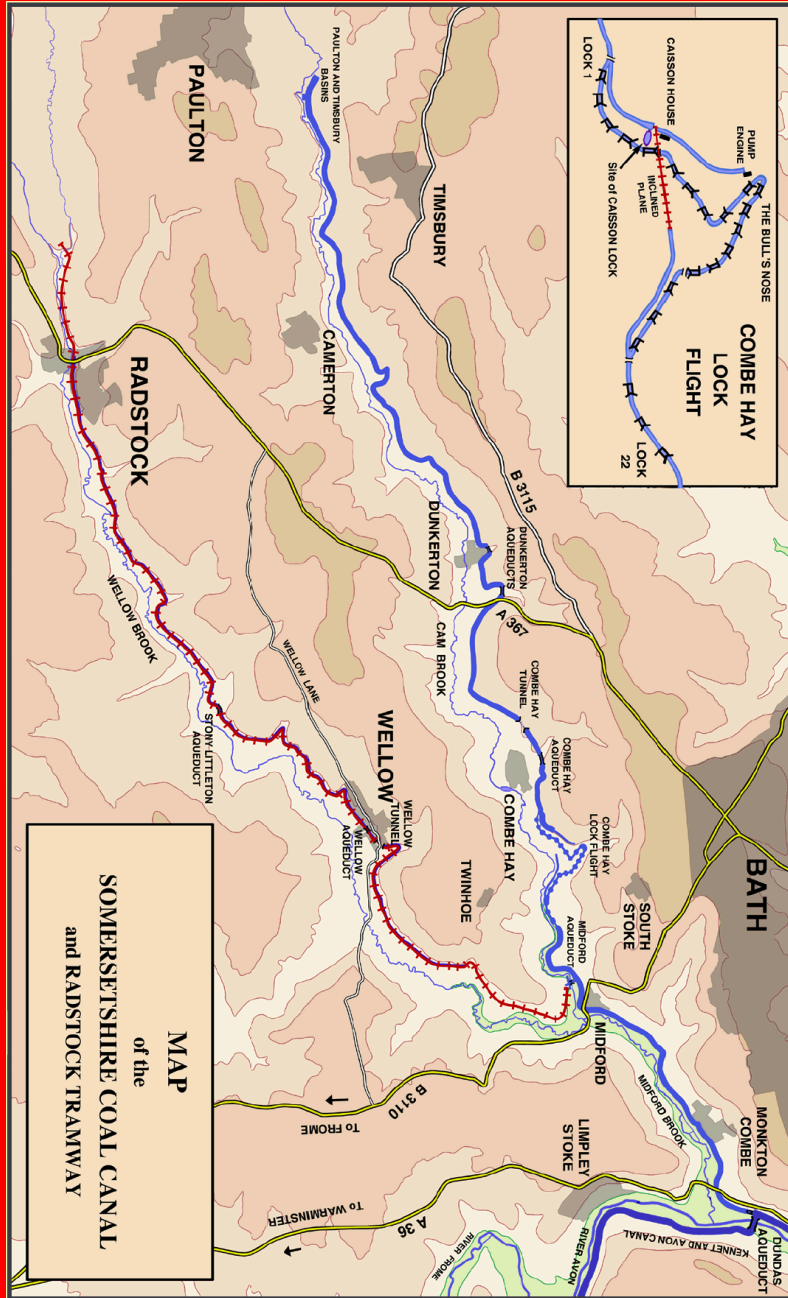 COMBE HAY
LOCK
FLIGHT
LOCK 1
CAISSON HOUSE
PUMP
ENGINE
THE BULL'S NOSE
INCLINED
PLANE
Site of CAISSON LOCK
LOCK
22
PAULTON
PAULTON AND TIMSBURY
BASINS
TIMSBURY
CAMERTON
RADSTOCK
B 3115
DUNKERTON
DUNKERTON
AQUEDUCTS
A 367
CAM BROOK
WELLOW BROOK
WELLOW LANE
STONY LITTLETON
AQUEDUCT
COMBE HAY
TUNNEL
COMBE HAY
AQUEDUCT
COMBE HAY
COMBE HAY
LOCK FLIGHT
WELLOW
WELLOW
TUNNEL
WELLOW
AQUEDUCT
TWINHOE
BATH
SOUTH
STOKE
MIDFORD
AQUEDUCT
MIDFORD
MIDFORD BROOK
MONKTON
COMBE
B 3110
TO FROME
LIMPLEY
STOKE
TO WARMINSTER
A 36
RIVER FROME
RIVER AVON
KENNET AND AVON CANAL
DUNDAS
AQUEDUCT
MAP
of the
SOMERSETSHIRE COAL CANAL
and RADSTOCK TRAMWAY